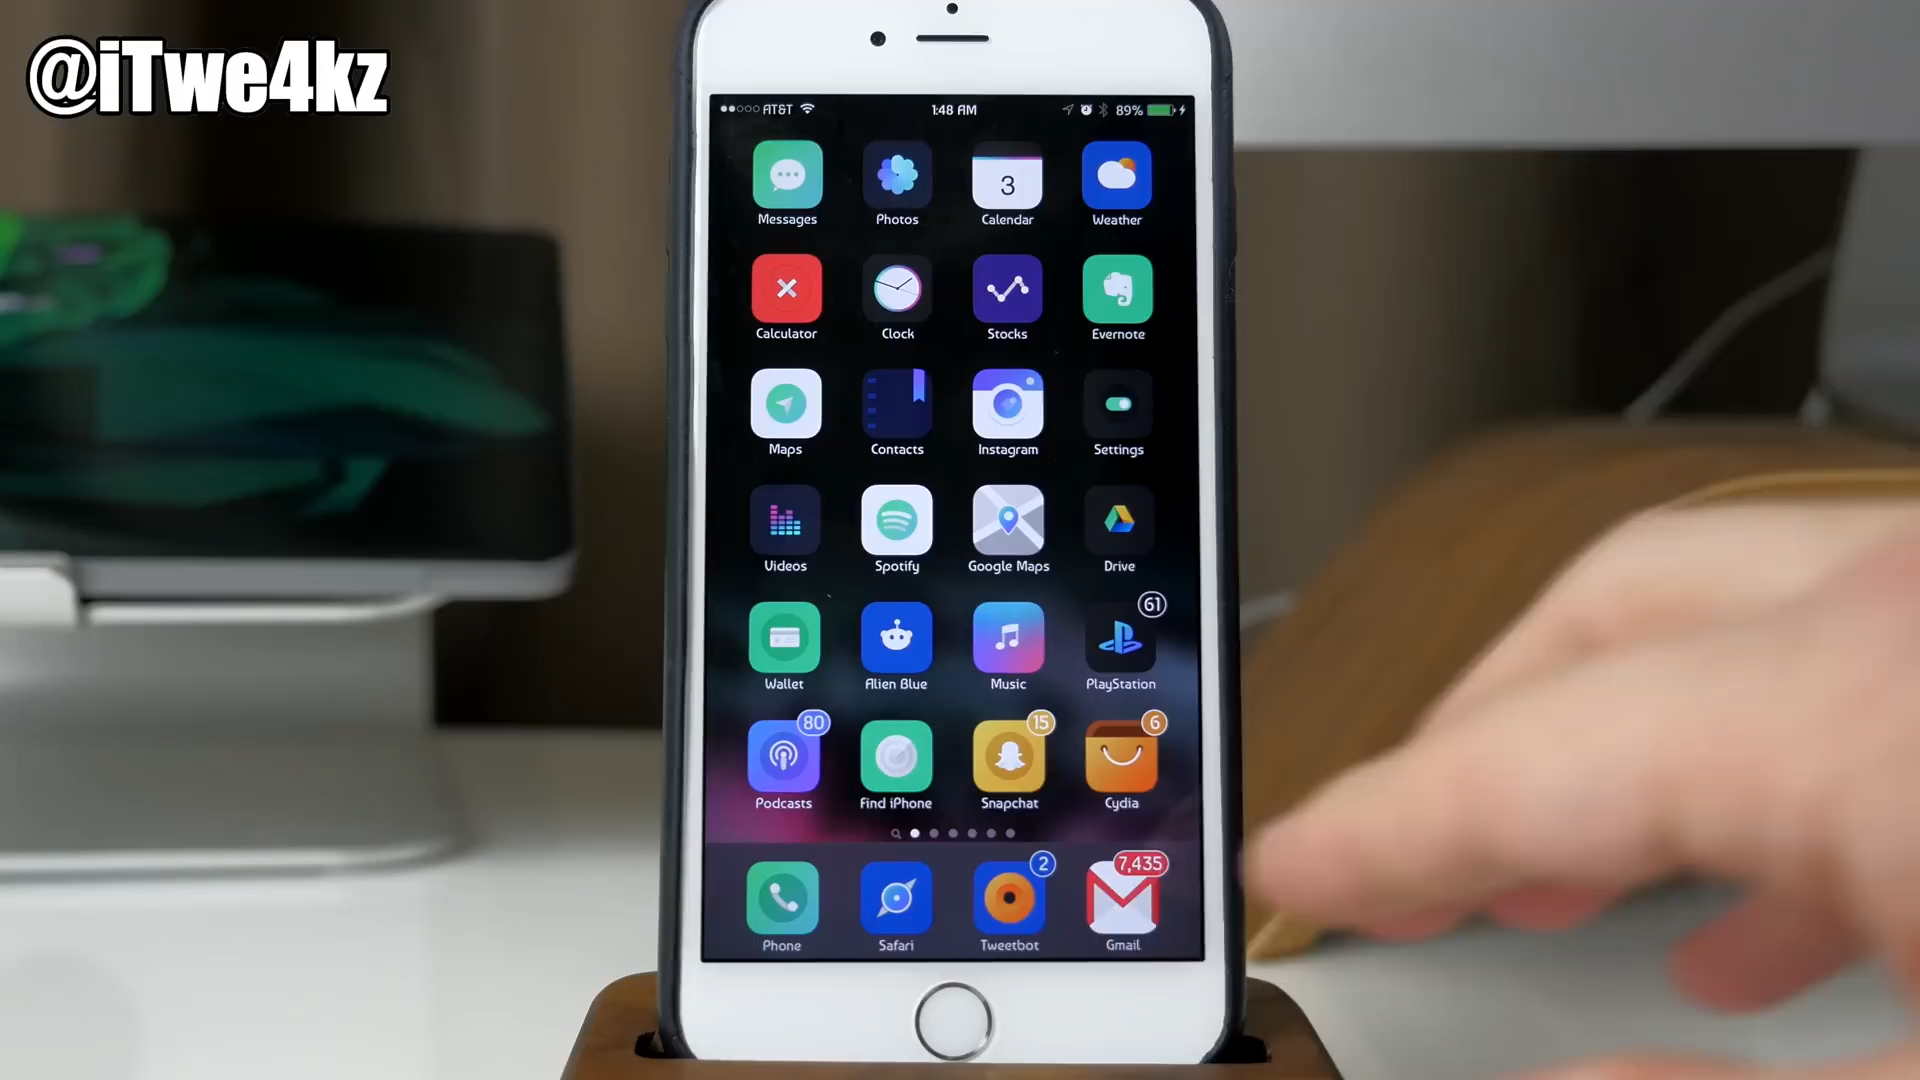 @iTwe4kz
AT&T 1:48 AM 89%
Messages Photos 3 Calendar Weather
Calculator Clock Stocks Evernote
Maps Contacts Instagram Settings
Videos Spotify Google Maps Drive
61
Wallet Alien Blue Music PlayStation
80 15 6
Podcasts Find iPhone Snapchat Cydia
2 7,435
Phone Safari Tweetbot Gmail